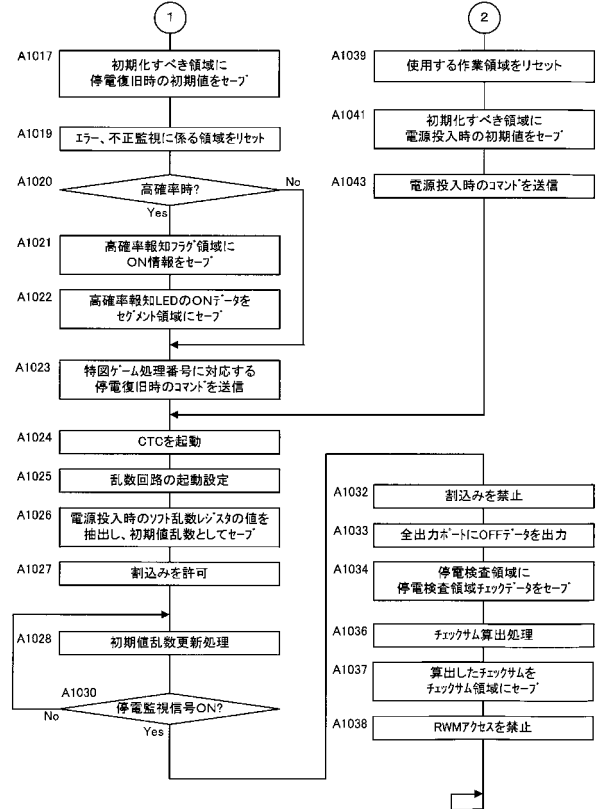 1
A1017
初期化すべき領域に
停電復旧時の初期値をセーブ
A1019
エラー、不正監視に係る領域をリセット
A1020
高確率時?
No
Yes
A1021
高確率報知フラグ領域に
ON情報をセーブ
A1022
高確率報知LEDのONデータを
セグメント領域にセーブ
A1023
特図ゲーム処理番号に対応する
停電復旧時のコマンドを送信
A1024
CTCを起動
A1025
乱数回路の起動設定
A1026
電源投入時のソフト乱数レジスタの値を
抽出し、初期値乱数としてセーブ
A1027
割込みを許可
A1028
初期値乱数更新処理
A1030
停電監視信号ON?
No
Yes
2
A1039
使用する作業領域をリセット
A1041
初期化すべき領域に
電源投入時の初期値をセーブ
A1043
電源投入時のコマンドを送信
A1032
割込みを禁止
A1033
全出力ポートにOFFデータを出力
A1034
停電検査領域に
停電検査領域チェックデータをセーブ
A1036
チェックサム算出処理
A1037
算出したチェックサムを
チェックサム領域にセーブ
A1038
RWMアクセスを禁止